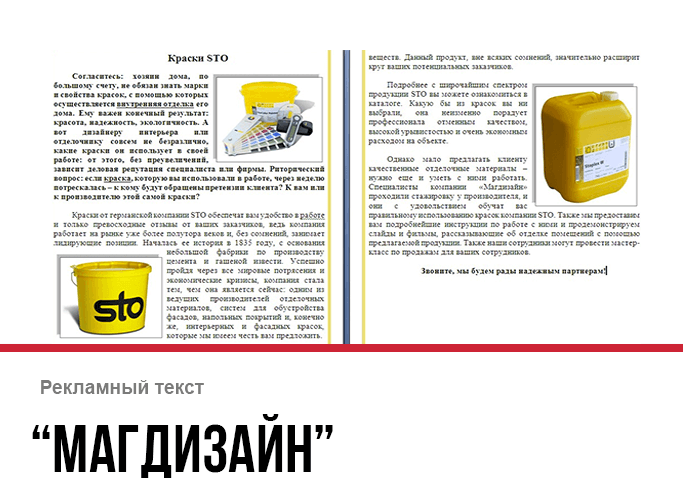 Краски STO
Согласитесь: хозяин дома, по
большому счету, не обязан знать марки
и свойства красок, с помощью которых
осуществляется внутренняя отделка его
дома. Ему важен конечный результат:
красота, надежность, экологичность. А
вот дизайнеру интерьера или
отделочнику совсем не безразлично,
какие краски он использует в своей
работе: от этого, без преувеличений,
зависит деловая репутация специалиста или фирмы. Риторический
вопрос: если краска, которую вы использовали в работе, через неделю
потрескалась – к кому будут обращены претензии клиента? К вам или
к производителю этой самой краски?
Краски от германской компании STO обеспечат вам удобство в работе
и только превосходные отзывы от ваших заказчиков, ведь компания
работает на рынке уже более полутора веков и, без сомнений, занимает
лидирующие позиции. Началась ее история в 1835 году, с основания
небольшой фабрики по производству
цемента и гашеной извести. Успешно
пройдя через все мировые потрясения и
экономические кризисы, компания стала
тем, чем она является сейчас: одним из
ведущих производителей отделочных
материалов, систем для обустройства
фасадов, напольных покрытий и, конечно
же, интерьерных и фасадных красок,
которые мы имеем честь вам предложить.
sto
веществ. Данный продукт, вне всяких сомнений, значительно расширит
круг ваших потенциальных заказчиков.
Подробнее с широчайшим спектром
продукции STO вы можете ознакомиться в
каталоге. Какую бы из красок вы ни
выбрали, она неизменно порадует
профессионала отменным качеством,
высокой укрывистостью и очень экономным
расходом на объекте.
Однако мало предлагать клиенту
качественные отделочные материалы –
нужно еще и уметь с ними работать.
Специалисты компании «Магдизайн»
проходили стажировку у производителя, и
они с удовольствием обучат вас
правильному использованию красок компании STO. Также мы предоставим
вам подробнейшие инструкции по работе с ними и продемонстрируем
слайды и фильмы, рассказывающие об отделке помещений с помощью
предлагаемой продукции. Также наши сотрудники могут провести мастер-
класс по продажам для ваших сотрудников.
Звоните, мы будем рады надежным партнерам!
Рекламный текст
“МАГДИЗАЙН”